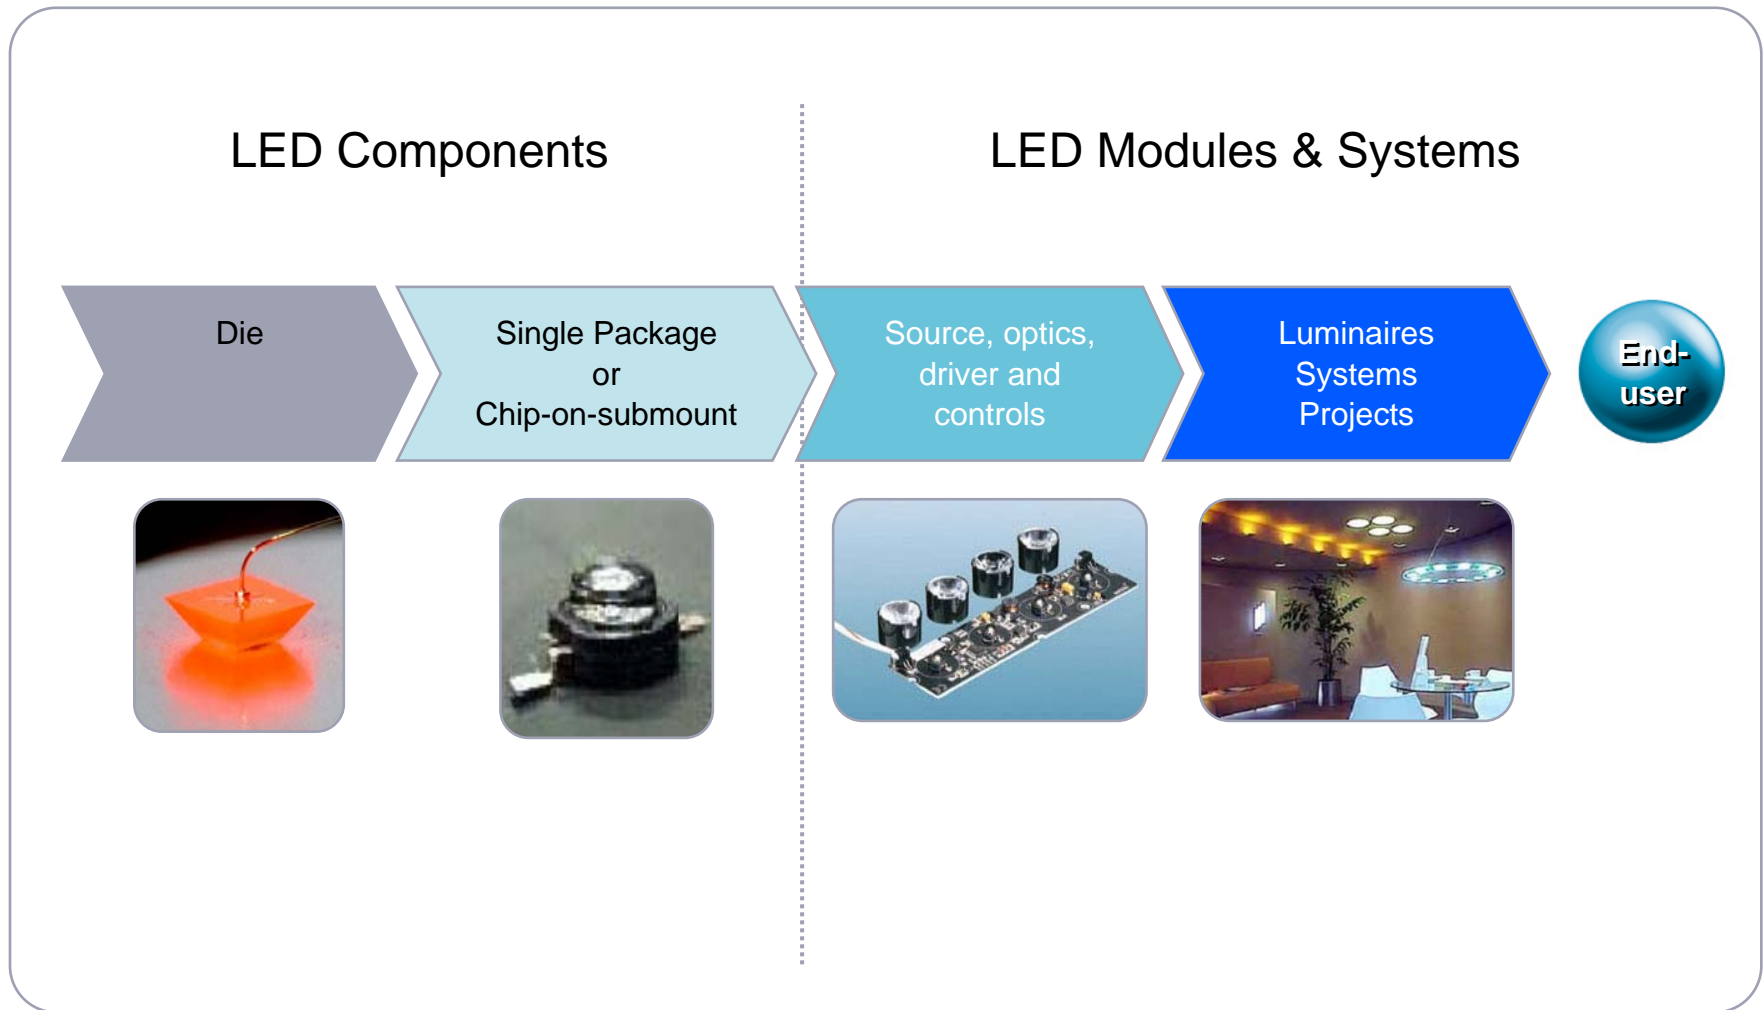 LED Components
LED Modules & Systems
Die
Single Package
or
Chip-on-submount
Source, optics,
driver and
controls
Luminaires
Systems
Projects
End-
user